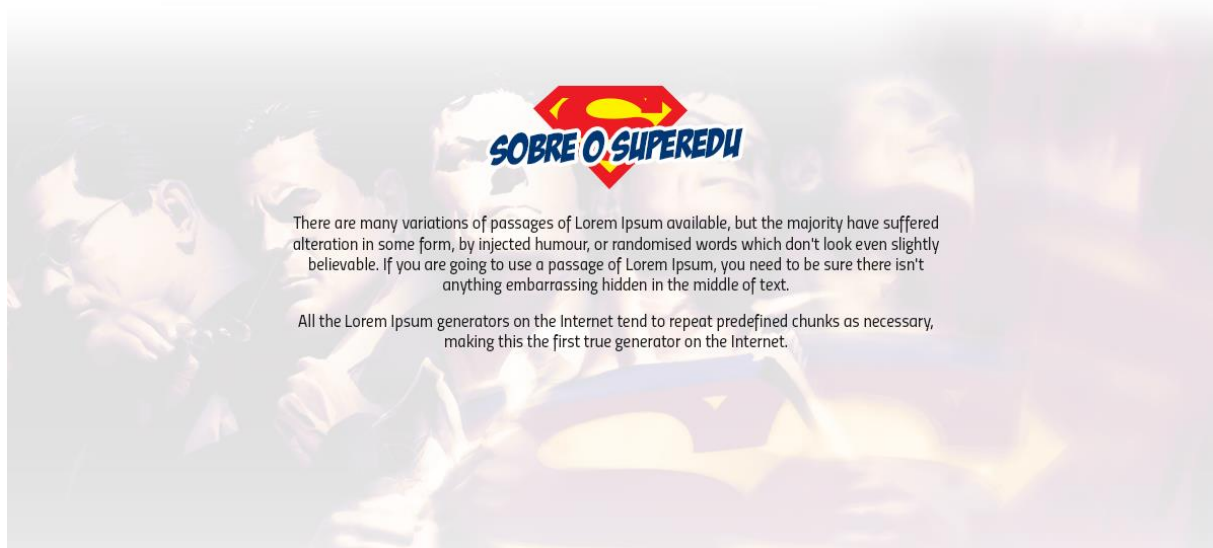 SOBRE O SUPEREDU
There are many variations of passages of Lorem Ipsum available, but the majority have suffered
alteration in some form, by injected humour, or randomised words which don't look even slightly
believable. If you are going to use a passage of Lorem Ipsum, you need to be sure there isn't
anything embarrassing hidden in the middle of text.
All the Lorem Ipsum generators on the Internet tend to repeat predefined chunks as necessary,
making this the first true generator on the Internet.